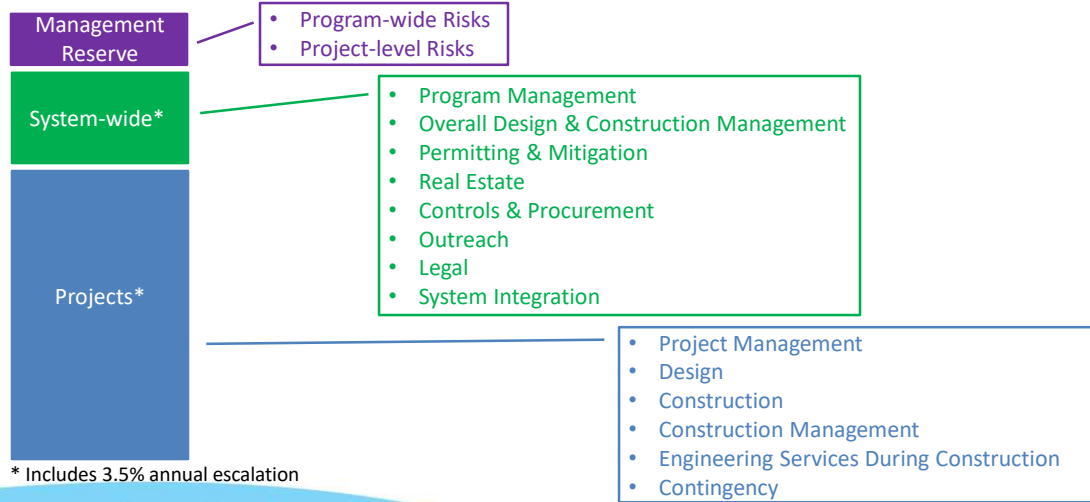 Management
Reserve
• Program-wide Risks
• Project-level Risks
System-wide*
• Program Management
• Overall Design & Construction Management
• Permitting & Mitigation
• Real Estate
• Controls & Procurement
• Outreach
• Legal
• System Integration
Projects*
• Project Management
• Design
• Construction
• Construction Management
• Engineering Services During Construction
• Contingency
* Includes 3.5% annual escalation